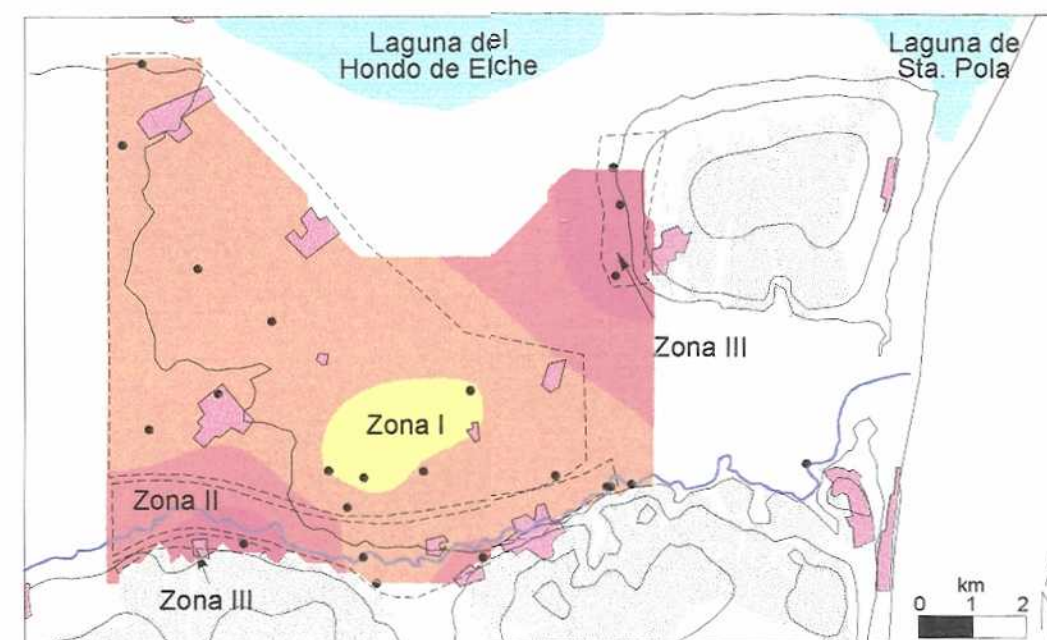 Laguna del
Hondo de Elche
Laguna de
Sta. Pola
Zona III
Zona I
Zona II
Zona III
km
0 1 2